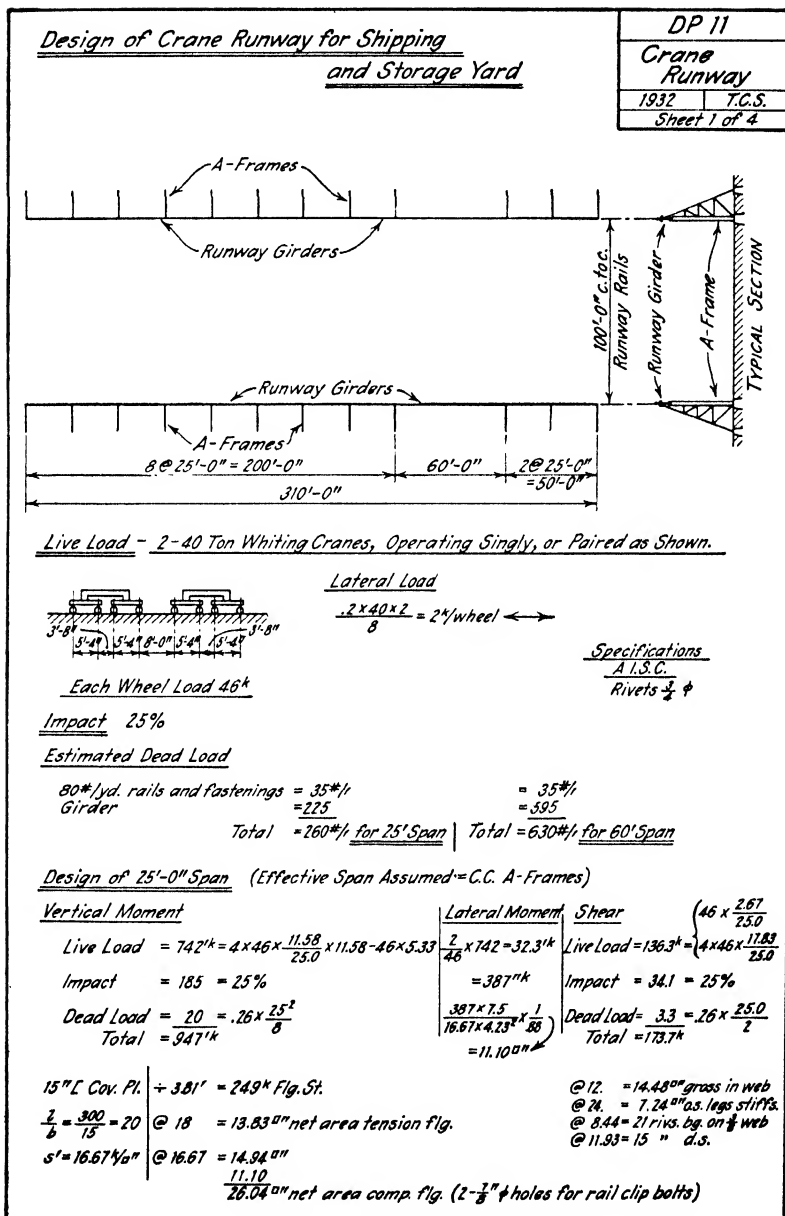 Design of Crane Runway for Shipping
and Storage Yard
DP 11
Crane
Runway
1932 T.C.S.
Sheet 1 of 4
A-Frames
Runway Girders
100'-0" c.to c.
Runway Rails
Runway Girder
A-Frame
TYPICAL SECTION
Runway Girders
A-Frames
8 @ 25'-0" = 200'-0" 60'-0" 2 @ 25'-0"
= 50'-0"
310'-0"
Live Load - 2-40 Ton Whiting Cranes, Operating Singly, or Paired as Shown.
Lateral Load
.2×40×2/8 = 2ᵏ/wheel ⟷
3'-8" 5'-4" 5'-4" 8'-0" 5'-4" 5'-4" 3'-8"
Each Wheel Load 46ᵏ
Specifications
A.I.S.C.
Rivets 3/4 ϕ
Impact 25%
Estimated Dead Load
80#/yd. rails and fastenings = 35#/' = 35#/'
Girder = 225 = 595
Total = 260#/' for 25' Span | Total = 630#/' for 60' Span
Design of 25'-0" Span (Effective Span Assumed = C.C. A-Frames)
Vertical Moment
Live Load = 742'ᵏ = 4×46×11.58/25.0×11.58-46×5.33
Impact = 185 = 25%
Dead Load = 20 = .26×25²/8
Total = 947'ᵏ
Lateral Moment
2/46 × 742 = 32.3'ᵏ
= 387"ᵏ
387×7.5/16.67×4.23² × 1/.88
= 11.10□"
Shear
Live Load = 136.3ᵏ = { 46 × 2.67/25.0
4×46×17.83/25.0
Impact = 34.1 = 25%
Dead Load = 3.3 = .26 × 25.0/2
Total = 173.7ᵏ
15"[ Cov. Pl. ÷ 3.81' = 249ᵏ Flg. St.
l/b = 300/15 = 20 @ 18 = 13.83□" net area tension flg.
s' = 16.67ᵏ/□" @ 16.67 = 14.94□"
11.10
26.04□" net area comp. flg. (2-7/8"ϕ holes for rail clip bolts)
@ 12. = 14.48□" gross in web
@ 24. = 7.24□" o.s. legs stiffs.
@ 8.44 = 21 rivs. bg. on web
@ 11.93 = 15 " d.s.